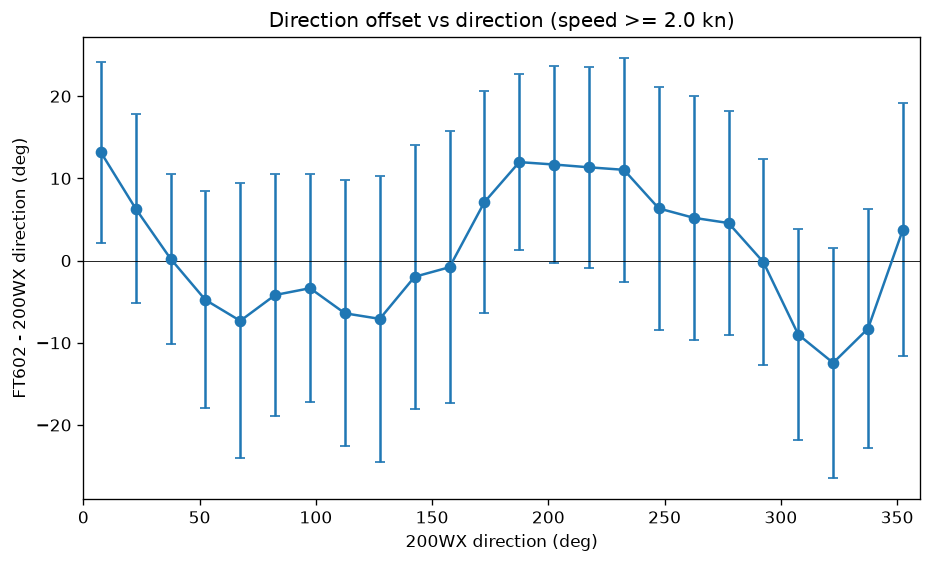 Direction offset vs direction (speed >= 2.0 kn)
FT602 - 200WX direction (deg)
20
10
0
−10
−20
0 50 100 150 200 250 300 350
200WX direction (deg)